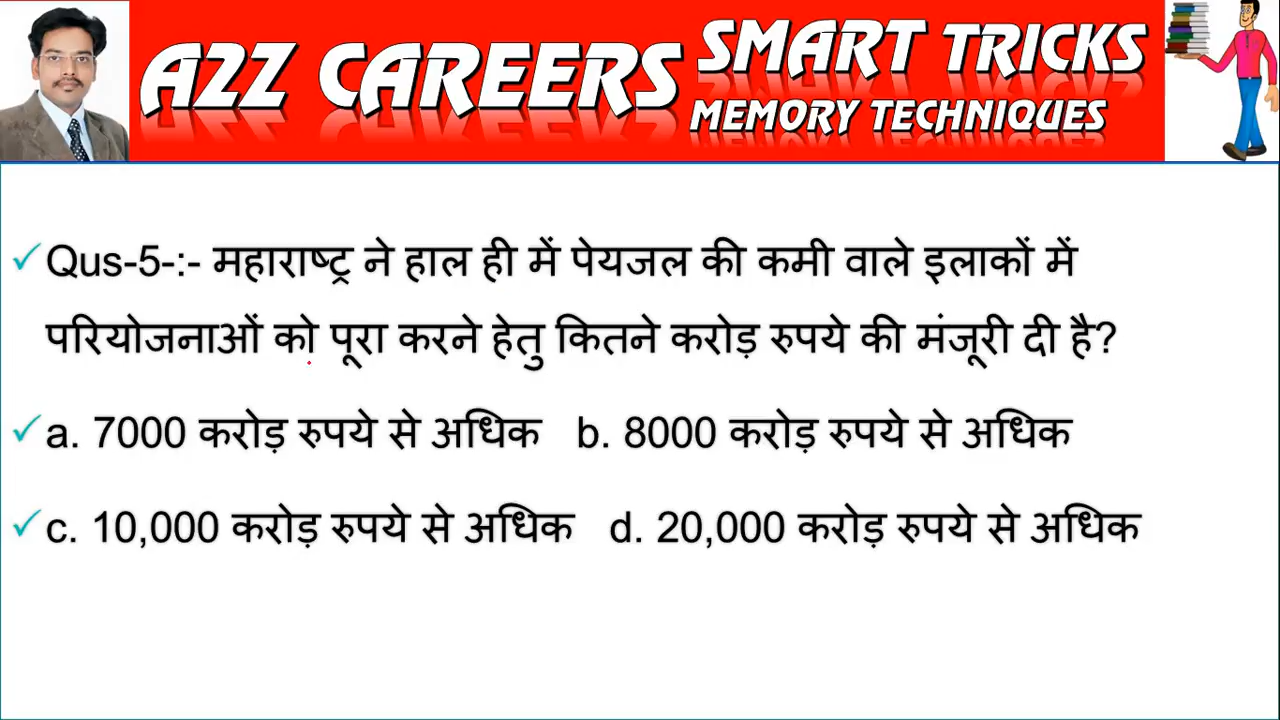 A2Z CAREERS
SMART TRICKS
MEMORY TECHNIQUES
Qus-5-:- महाराष्ट्र ने हाल ही में पेयजल की कमी वाले इलाकों में
परियोजनाओं को पूरा करने हेतु कितने करोड़ रुपये की मंजूरी दी है?
a. 7000 करोड़ रुपये से अधिक b. 8000 करोड़ रुपये से अधिक
c. 10,000 करोड़ रुपये से अधिक d. 20,000 करोड़ रुपये से अधिक